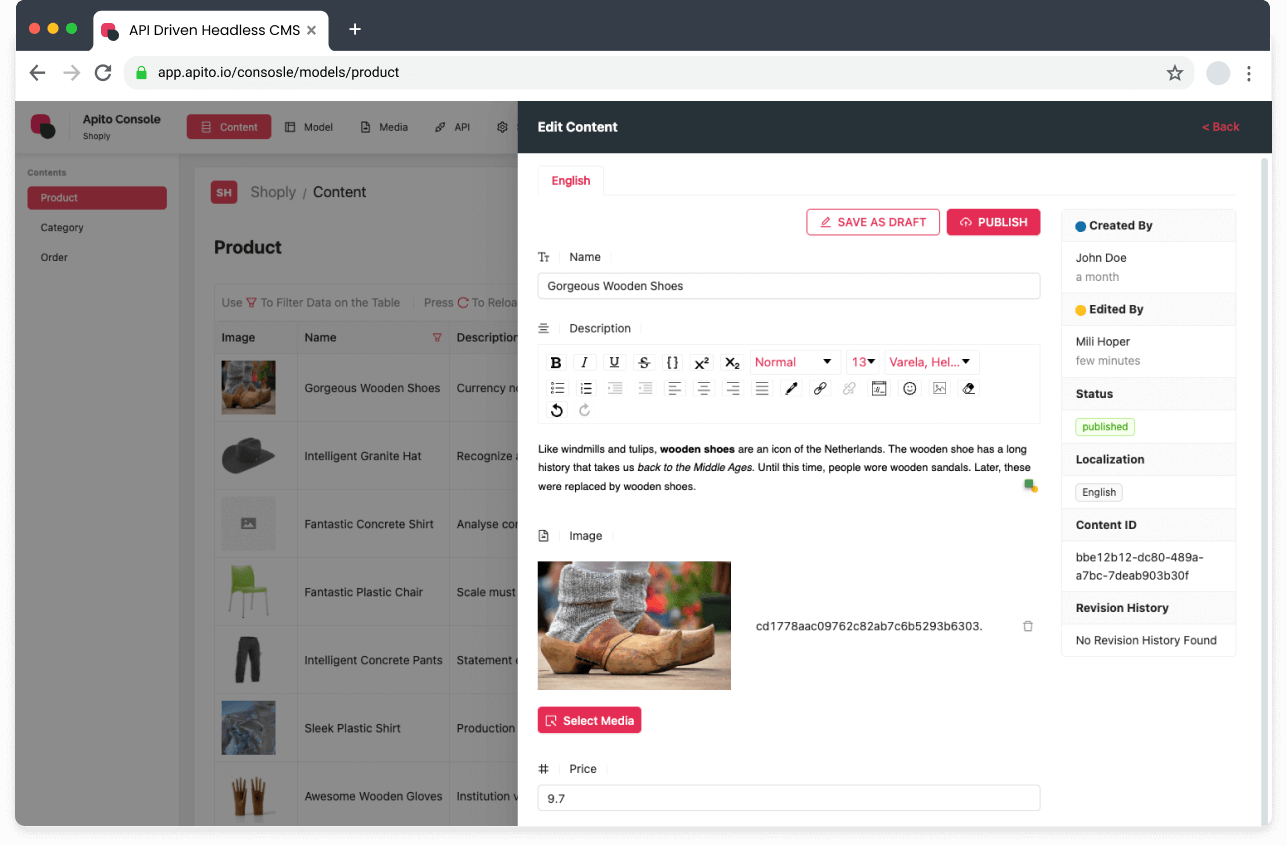 API Driven Headless CMS
app.apito.io/consosle/models/product
Apito Console
Shoply
Content
Model
Media
API
Contents
Product
Category
Order
SH
Shoply / Content
Product
Use To Filter Data on the Table
Press To Reloa
Image
Name
Description
Gorgeous Wooden Shoes
Currency no
Intelligent Granite Hat
Recognize a
Fantastic Concrete Shirt
Analyse con
Fantastic Plastic Chair
Scale must
Intelligent Concrete Pants
Statement c
Sleek Plastic Shirt
Production
Awesome Wooden Gloves
Institution v
Edit Content
< Back
English
SAVE AS DRAFT
PUBLISH
Name
Gorgeous Wooden Shoes
Description
Normal
13
Varela, Hel...
Like windmills and tulips, wooden shoes are an icon of the Netherlands. The wooden shoe has a long
history that takes us back to the Middle Ages. Until this time, people wore wooden sandals. Later, these
were replaced by wooden shoes.
Image
cd1778aac09762c82ab7c6b5293b6303.
Select Media
Price
9.7
Created By
John Doe
a month
Edited By
Mili Hoper
few minutes
Status
published
Localization
English
Content ID
bbe12b12-dc80-489a-
a7bc-7deab903b30f
Revision History
No Revision History Found